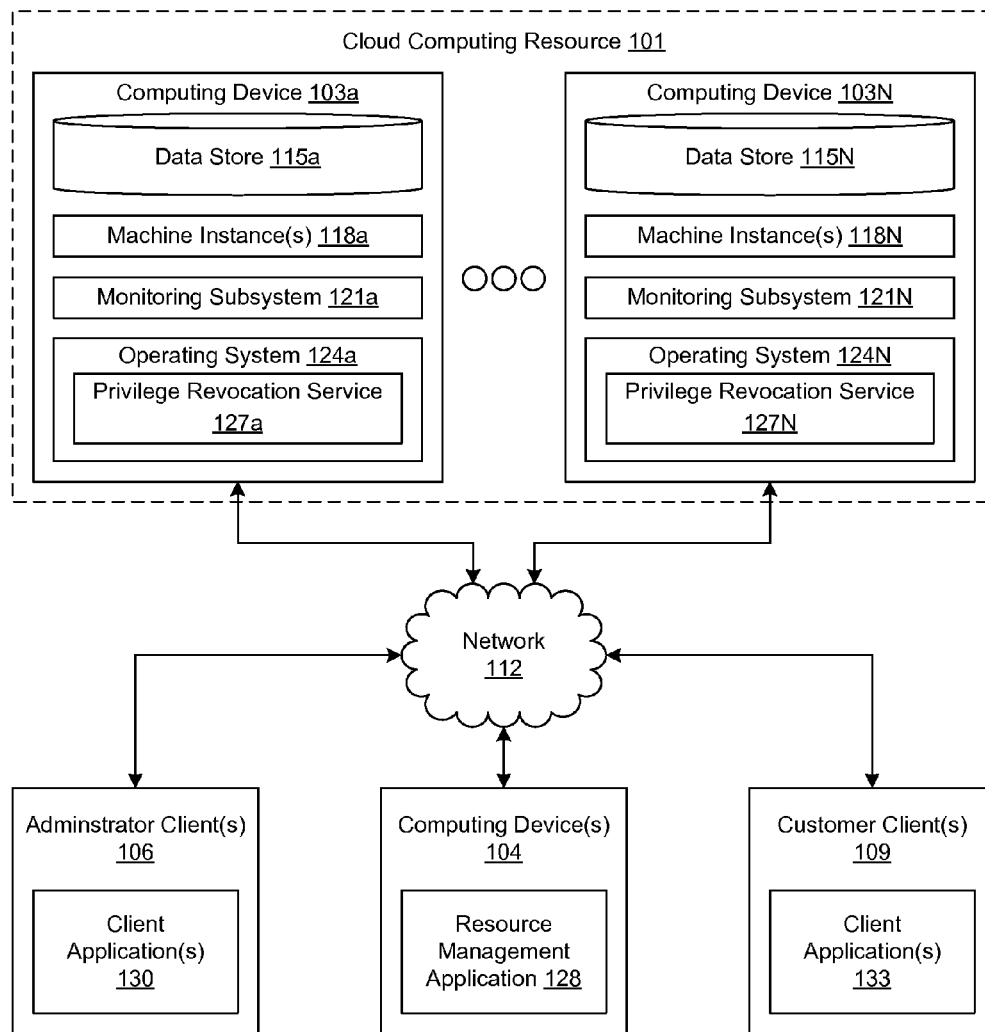 Cloud Computing Resource 101
Computing Device 103a
Data Store 115a
Machine Instance(s) 118a
Monitoring Subsystem 121a
Operating System 124a
Privilege Revocation Service
127a
Computing Device 103N
Data Store 115N
Machine Instance(s) 118N
Monitoring Subsystem 121N
Operating System 124N
Privilege Revocation Service
127N
Network
112
Adminstrator Client(s)
106
Client
Application(s)
130
Computing Device(s)
104
Resource
Management
Application 128
Customer Client(s)
109
Client
Application(s)
133